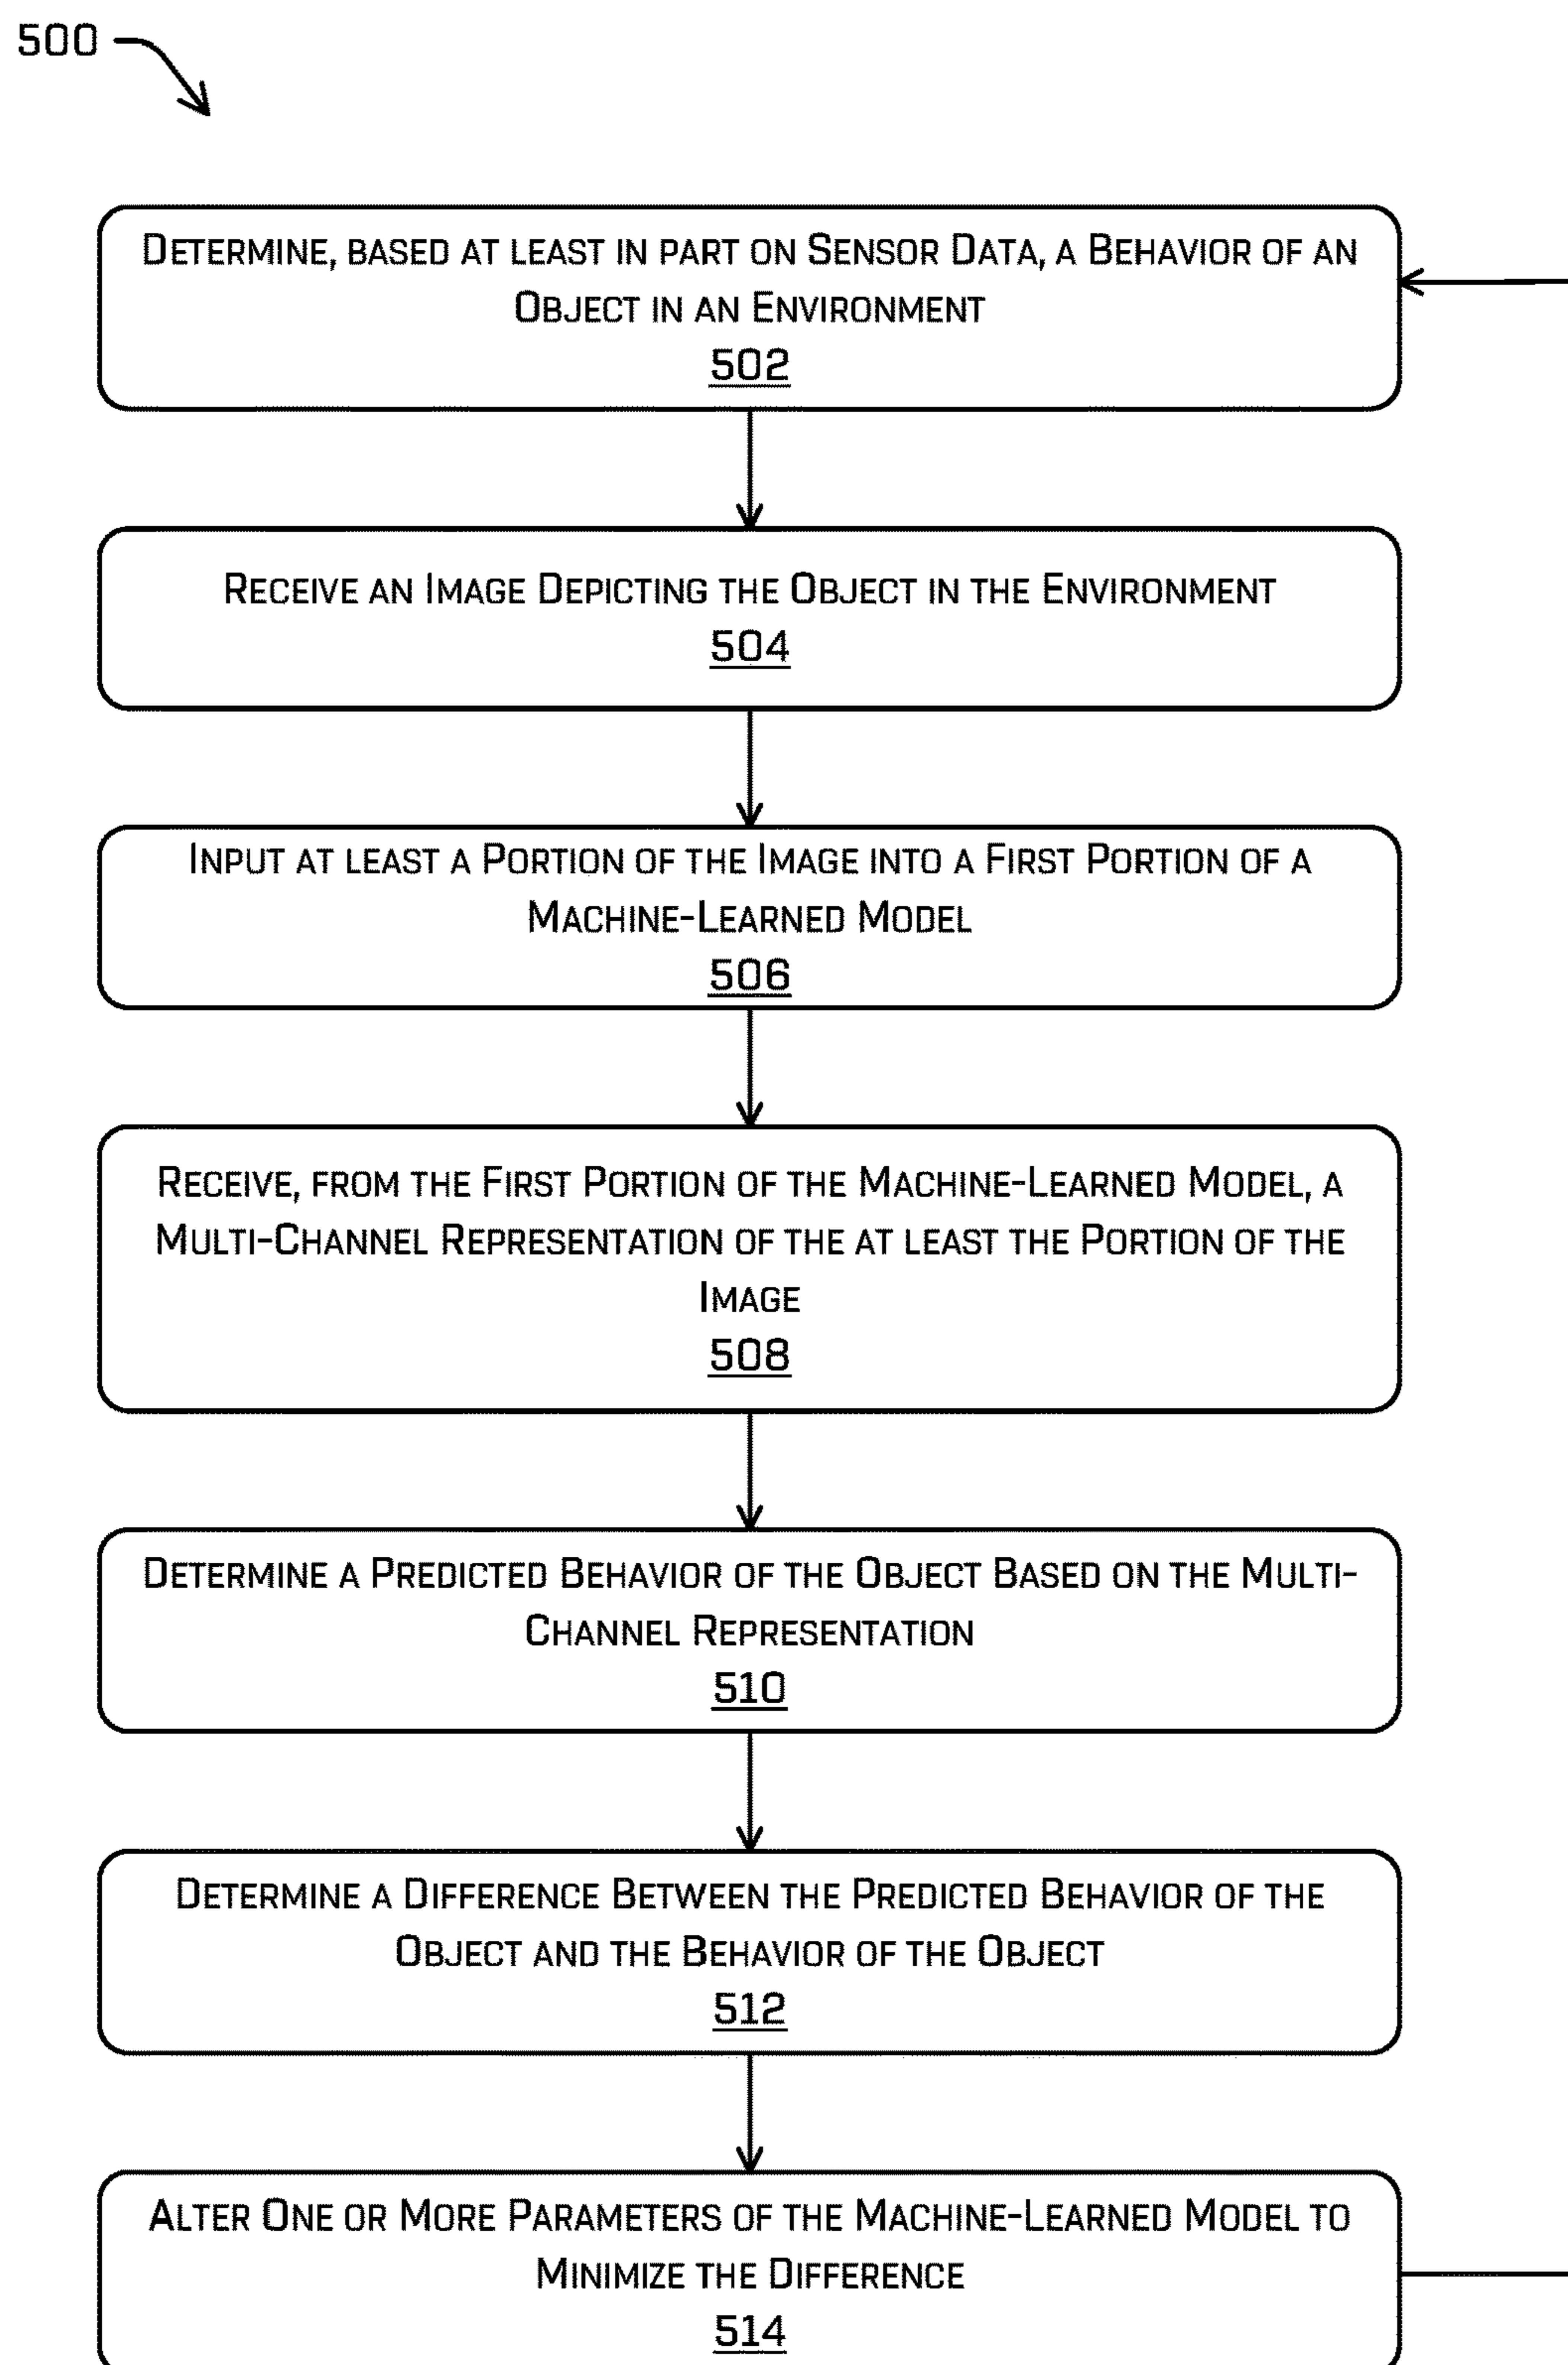 500
Determine, based at least in part on Sensor Data, a Behavior of an
Object in an Environment
502
Receive an Image Depicting the Object in the Environment
504
Input at least a Portion of the Image into a First Portion of a
Machine-Learned Model
506
Receive, from the First Portion of the Machine-Learned Model, a
Multi-Channel Representation of the at least the Portion of the
Image
508
Determine a Predicted Behavior of the Object Based on the Multi-
Channel Representation
510
Determine a Difference Between the Predicted Behavior of the
Object and the Behavior of the Object
512
Alter One or More Parameters of the Machine-Learned Model to
Minimize the Difference
514